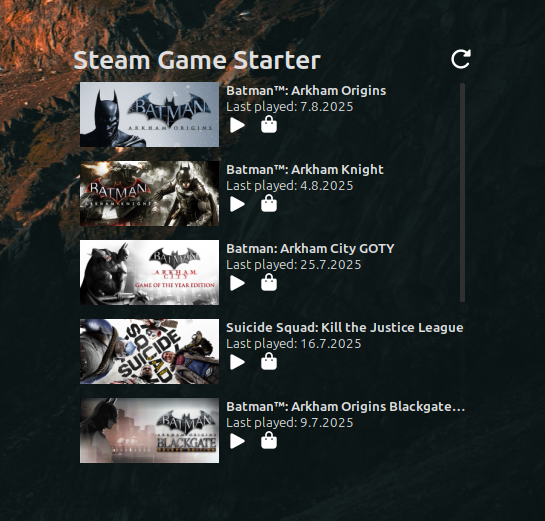 Steam Game Starter
BATMAN
ARKHAM ORIGINS
Batman™: Arkham Origins
Last played: 7.8.2025
BATMAN
ARKHAM KNIGHT
Batman™: Arkham Knight
Last played: 4.8.2025
BATMAN
ARKHAM
CITY
GAME OF THE YEAR EDITION
Batman: Arkham City GOTY
Last played: 25.7.2025
SUICIDE
SQUAD
Suicide Squad: Kill the Justice League
Last played: 16.7.2025
BATMAN
ARKHAM ORIGINS
BLACKGATE
DELUXE EDITION
Batman™: Arkham Origins Blackgate…
Last played: 9.7.2025